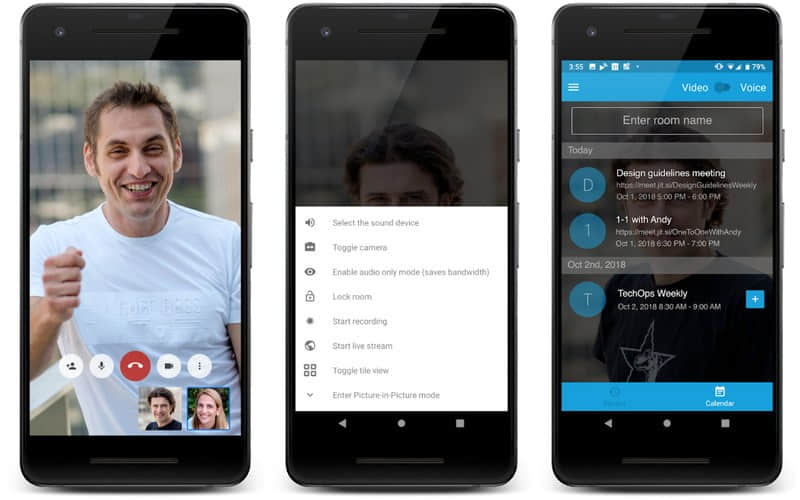 Select the sound device
Toggle camera
Enable audio only mode (saves bandwidth)
Lock room
Start recording
Start live stream
Toggle tile view
Enter Picture-in-Picture mode
3:55
79%
Video
Voice
Enter room name
Today
D
Design guidelines meeting
https://meet.jit.si/DesignGuidelinesWeekly
Oct 1, 2018 5:00 PM - 6:00 PM
1
1-1 with Andy
https://meet.jit.si/OneToOneWithAndy
Oct 1, 2018 6:30 PM - 7:00 PM
Oct 2nd, 2018
T
TechOps Weekly
Oct 2, 2018 8:30 AM - 9:00 AM
+
Recent
Calendar